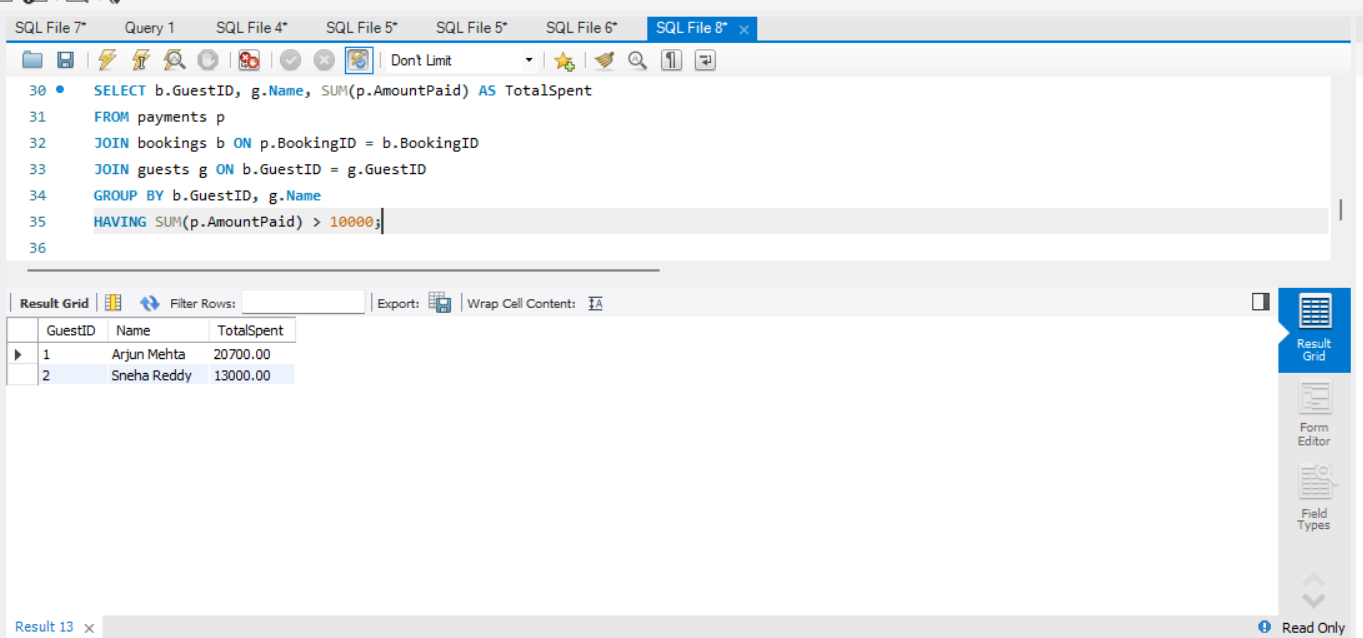 SQL File 7* Query 1 SQL File 4* SQL File 5* SQL File 5* SQL File 6* SQL File 8*
Don't Limit
30 SELECT b.GuestID, g.Name, SUM(p.AmountPaid) AS TotalSpent
31 FROM payments p
32 JOIN bookings b ON p.BookingID = b.BookingID
33 JOIN guests g ON b.GuestID = g.GuestID
34 GROUP BY b.GuestID, g.Name
35 HAVING SUM(p.AmountPaid) > 10000;
36
Result Grid Filter Rows: Export: Wrap Cell Content:
GuestID Name TotalSpent
1 Arjun Mehta 20700.00
2 Sneha Reddy 13000.00
Result
Grid
Form
Editor
Field
Types
Result 13 Read Only